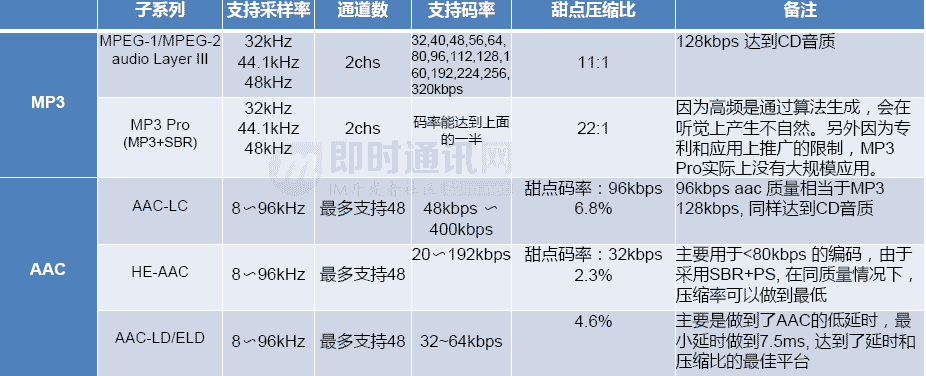 子系列 支持采样率 通道数 支持码率 甜点压缩比 备注
MP3
MPEG-1/MPEG-2
audio Layer III
32kHz
44.1kHz
48kHz
2chs
32,40,48,56,64,
80,96,112,128,1
60,192,224,256,
320kbps
11:1
128kbps 达到CD音质
MP3 Pro
(MP3+SBR)
32kHz
44.1kHz
48kHz
2chs
码率能达到上面
的一半
22:1
因为高频是通过算法生成，会在
听觉上产生不自然。另外因为专
利和应用上推广的限制，MP3
Pro实际上没有大规模应用。
AAC
AAC-LC
8～96kHz
最多支持48
48kbps ～
400kbps
甜点码率：96kbps
6.8%
96kbps aac 质量相当于MP3
128kbps, 同样达到CD音质
HE-AAC
8～96kHz
最多支持48
20～192kbps
甜点码率：32kbps
2.3%
主要用于<80kbps 的编码，由于
采用SBR+PS, 在同质量情况下，
压缩率可以做到最低
AAC-LD/ELD
8～96kHz
最多支持48
32~64kbps
4.6%
主要是做到了AAC的低延时，最
小延时做到7.5ms, 达到了延时和
压缩比的最佳平台
即时通讯网
IM开发者社区